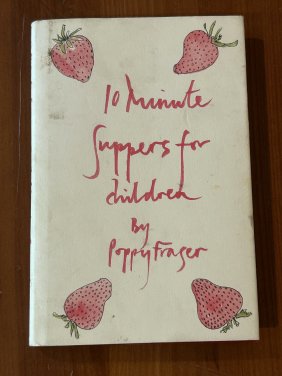 10 Minute
Suppers for
children
By
Poppy Fraser